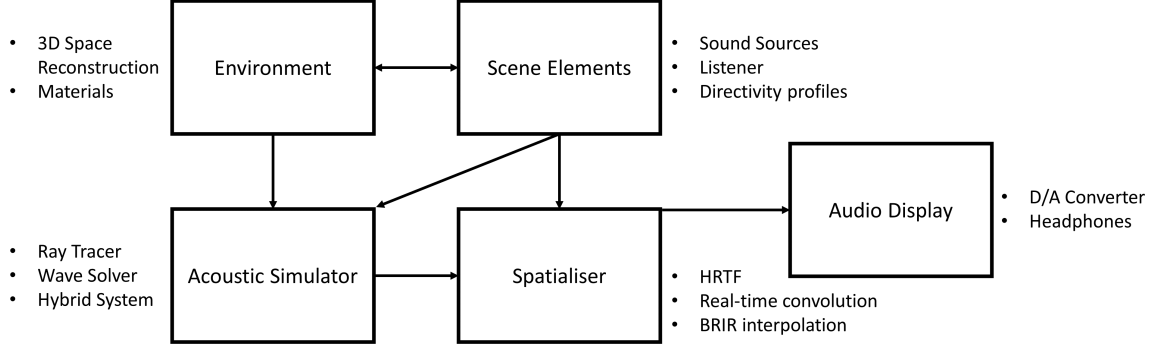 • 3D Space
Reconstruction
• Materials
Environment
Scene Elements
• Sound Sources
• Listener
• Directivity profiles
• Ray Tracer
• Wave Solver
• Hybrid System
Acoustic Simulator
Spatialiser
• HRTF
• Real-time convolution
• BRIR interpolation
Audio Display
• D/A Converter
• Headphones